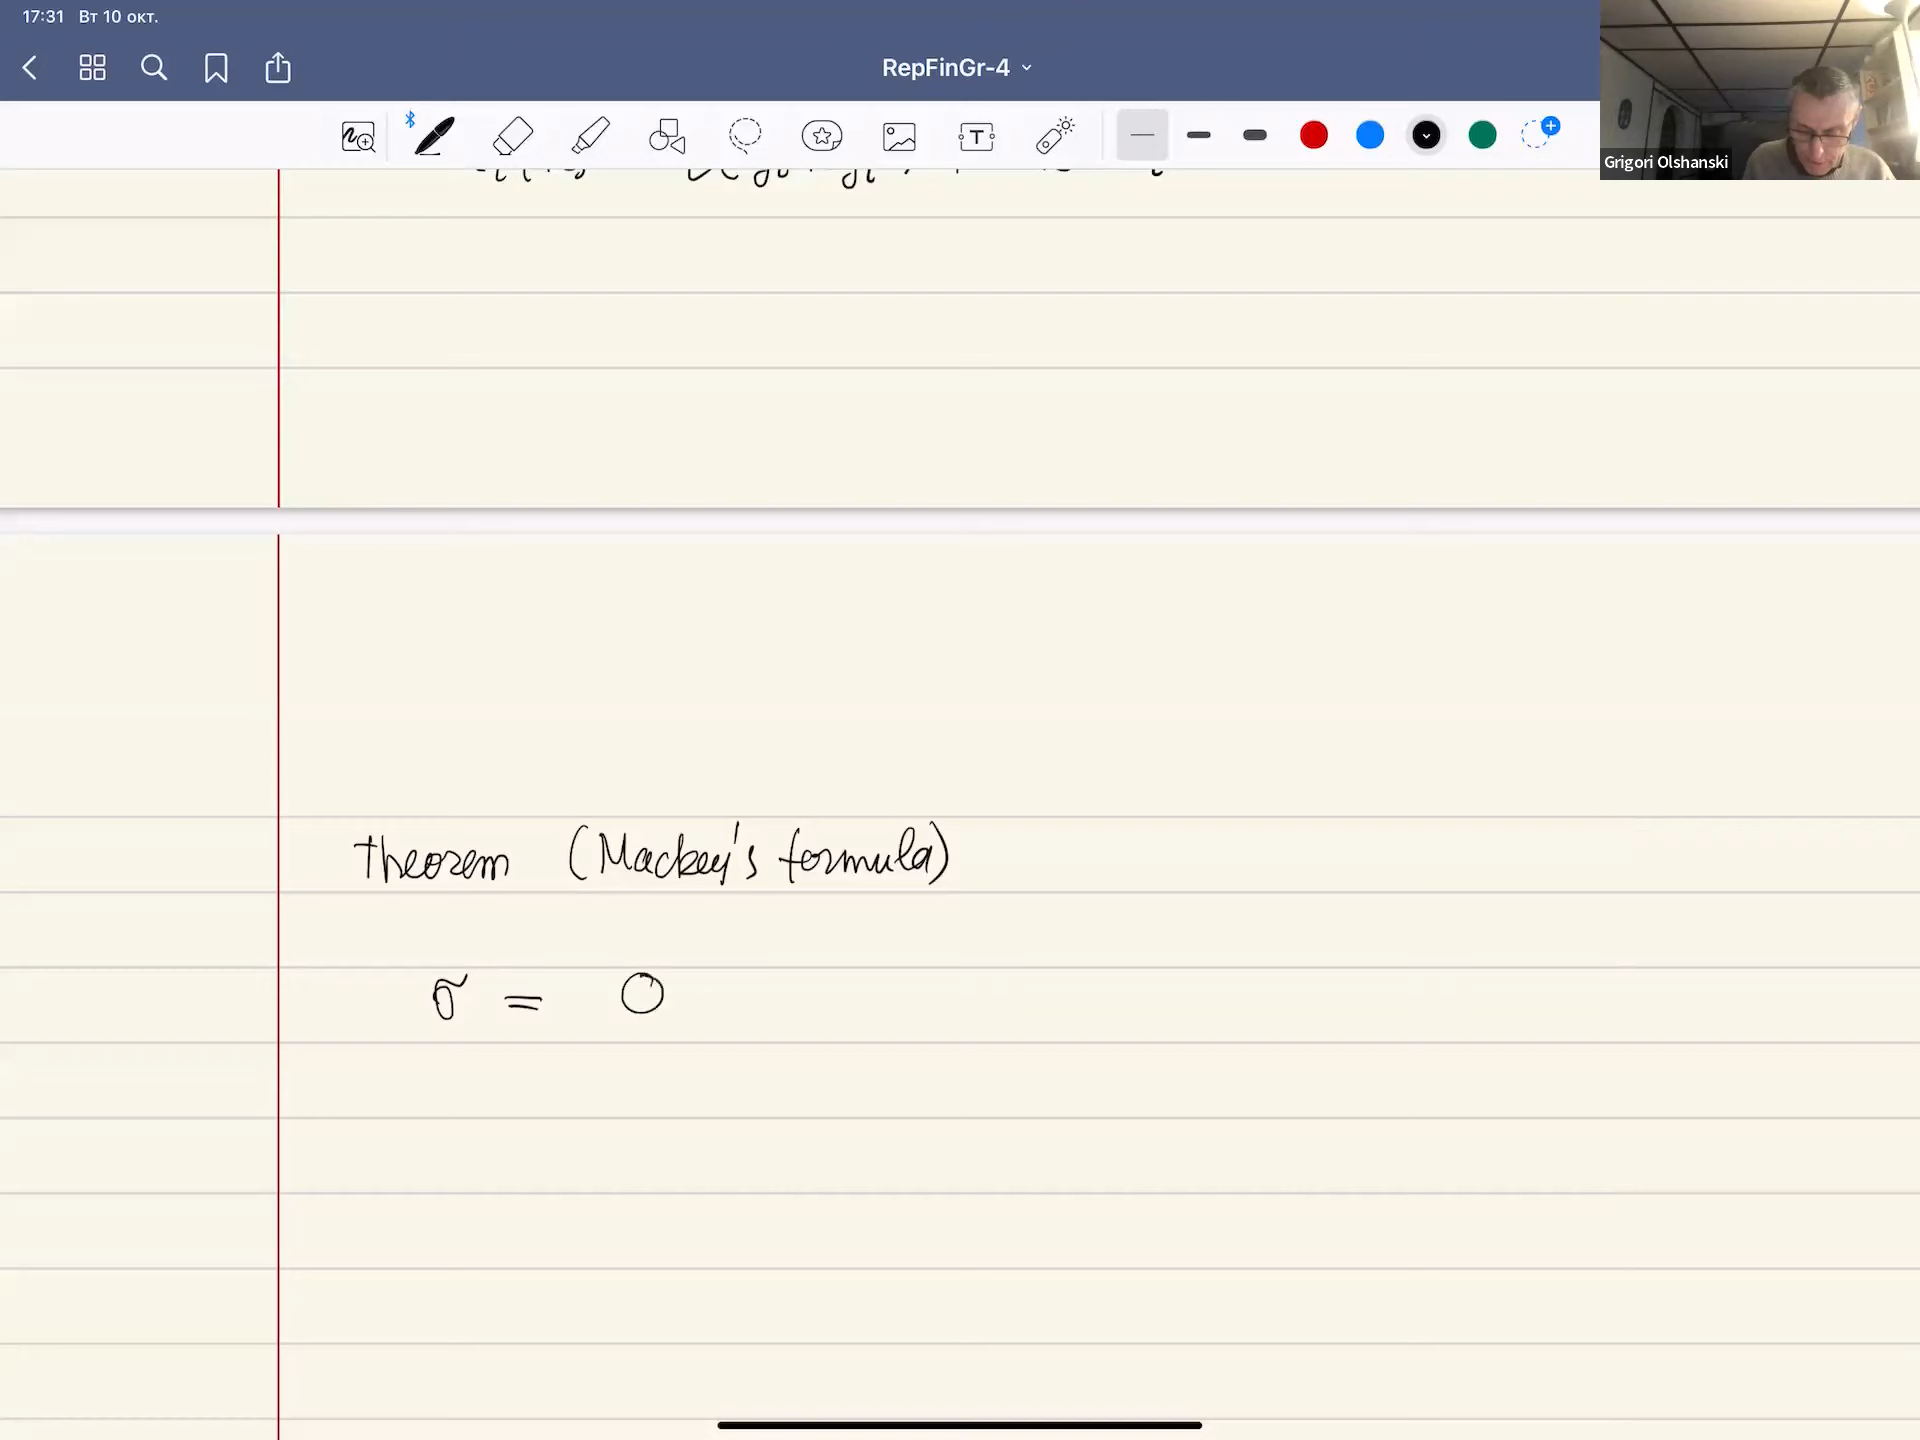 17:31 Вт 10 окт.
RepFinGr-4
T
Grigori Olshanski
Theorem (Mackey's formula)
σ = O